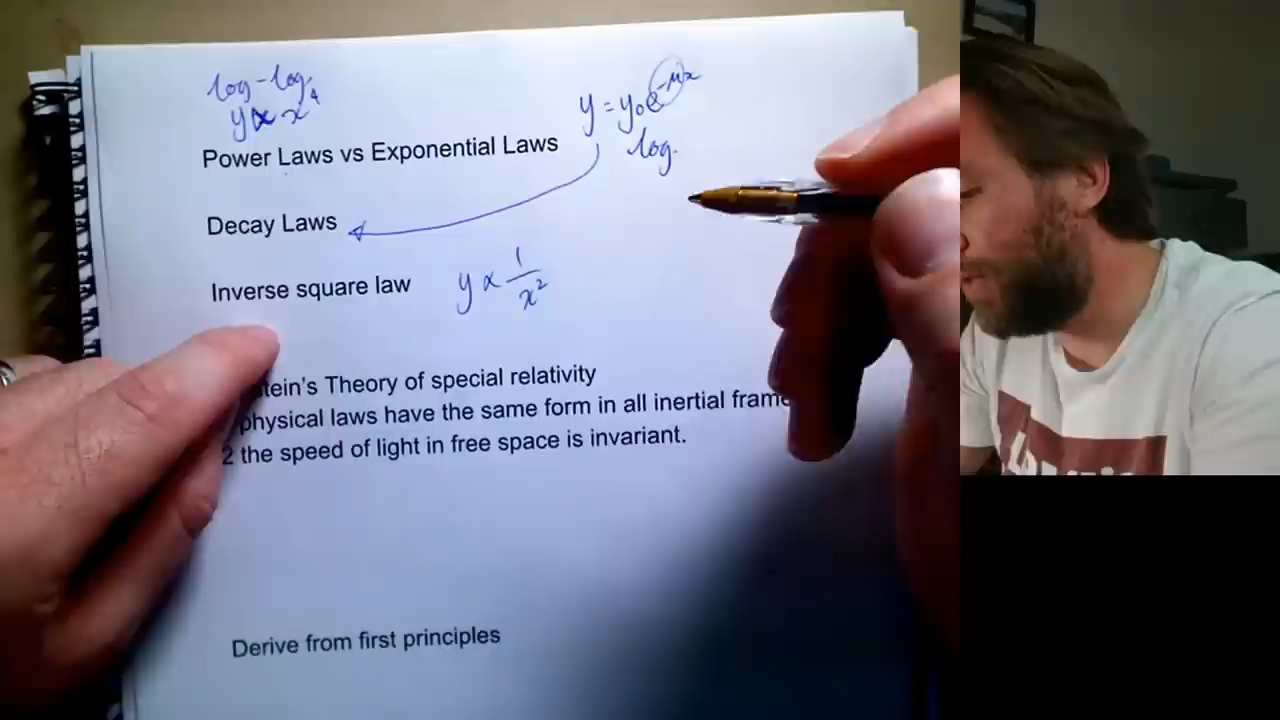 log-log
y ∝ x⁴
y = y₀e^-μx
log.
Power Laws vs Exponential Laws
Decay Laws
Inverse square law y ∝ 1/x²
tein's Theory of special relativity
physical laws have the same form in all inertial frame
2 the speed of light in free space is invariant.
Derive from first principles